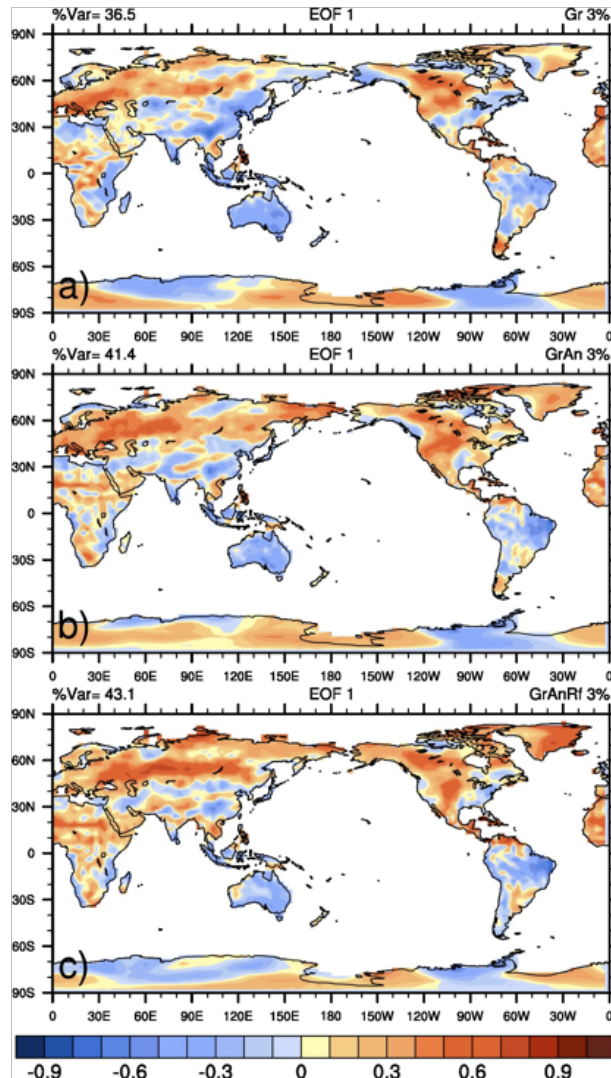 %Var= 36.5 EOF 1 Gr 3%
90N
60N
30N
0
30S
60S
90S
a)
0 30E 60E 90E 120E 150E 180 150W 120W 90W 60W 30W 0
%Var= 41.4 EOF 1 GrAn 3%
90N
60N
30N
0
30S
60S
90S
b)
0 30E 60E 90E 120E 150E 180 150W 120W 90W 60W 30W 0
%Var= 43.1 EOF 1 GrAnRf 3%
90N
60N
30N
0
30S
60S
90S
c)
0 30E 60E 90E 120E 150E 180 150W 120W 90W 60W 30W 0
-0.9 -0.6 -0.3 0 0.3 0.6 0.9